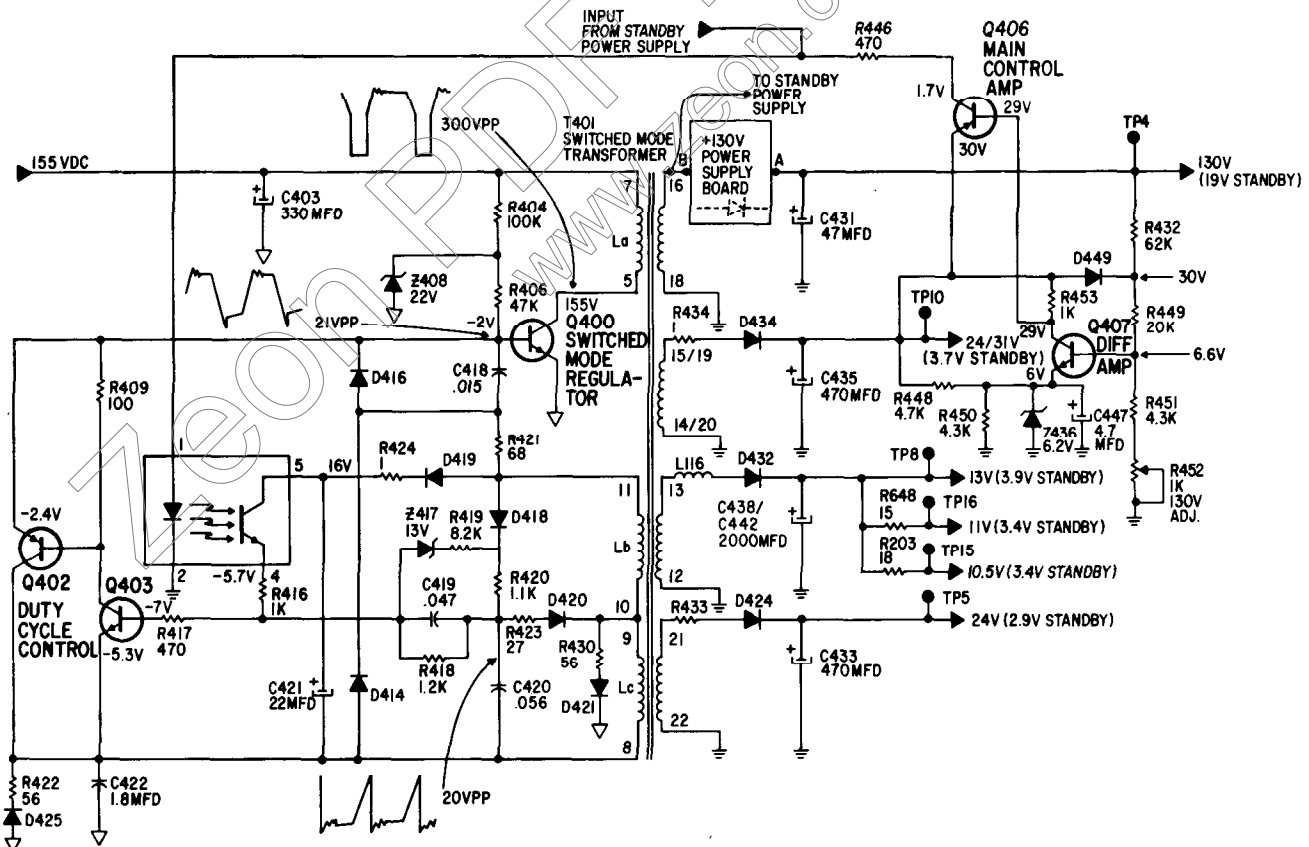 INPUT
FROM STANDBY
POWER SUPPLY
R446
470
Q406
MAIN
CONTROL
AMP
1.7V
29V
30V
TO STANDBY
POWER
SUPPLY
300VPP
T401
SWITCHED MODE
TRANSFORMER
B
+130V
POWER
SUPPLY
BOARD
A
TP4
155 VDC
130V
(19V STANDBY)
7
16
+
C403
330MFD
R404
100K
La
+
C431
47MFD
R432
62K
Z408
22V
R406
47K
5
18
D449
30V
155V
R434
1
TP10
R453
1K
R449
20K
21VPP
-2V
Q400
SWITCHED
MODE
REGULA-
TOR
D434
15/19
24/31V
(3.7V STANDBY)
29V
Q407
DIFF
AMP
6.6V
6V
R409
100
D416
C418
.015
+
C435
470MFD
R448
4.7K
R450
4.3K
Z436
6.2V
+
C447
4.7
MFD
R451
4.3K
14/20
1
5
16V
R424
1
D419
R421
68
L116
D432
TP8
13V (3.9V STANDBY)
R452
1K
130V
ADJ.
11
13
-2.4V
Z417
13V
R419
8.2K
D418
C438/
C442
2000MFD
+
R648
15
TP16
11V (3.4V STANDBY)
Lb
R203
18
TP15
10.5V (3.4V STANDBY)
Q402
DUTY
CYCLE
CONTROL
Q403
2
-5.7V
4
R416
1K
C419
.047
R420
1.1K
D420
12
10
R433
D424
TP5
24V (2.9V STANDBY)
-7V
R417
470
-5.3V
R423
27
9
21
R430
56
R418
1.2K
+
C433
470MFD
C421
22MFD
+
D414
C420
.056
D421
Lc
22
8
R422
56
D425
C422
1.8MFD
20VPP
Zeon PDF
www.zeon.c